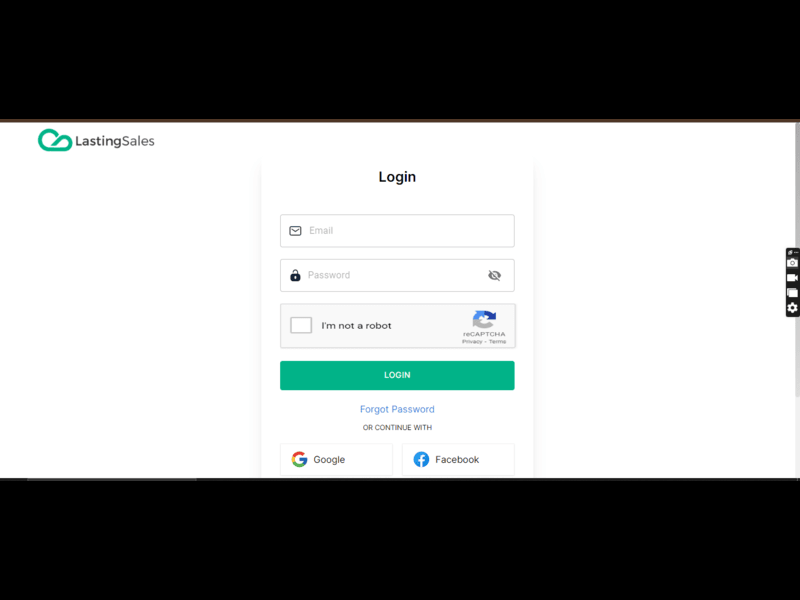 LastingSales
Login
Email
Password
I'm not a robot
reCAPTCHA
Privacy - Terms
LOGIN
Forgot Password
OR CONTINUE WITH
Google
Facebook